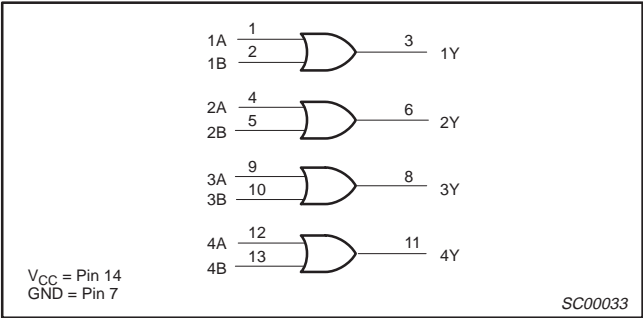 1A 1 3 1Y
1B 2
2A 4 6 2Y
2B 5
3A 9 8 3Y
3B 10
4A 12 11 4Y
4B 13
VCC = Pin 14
GND = Pin 7
SC00033